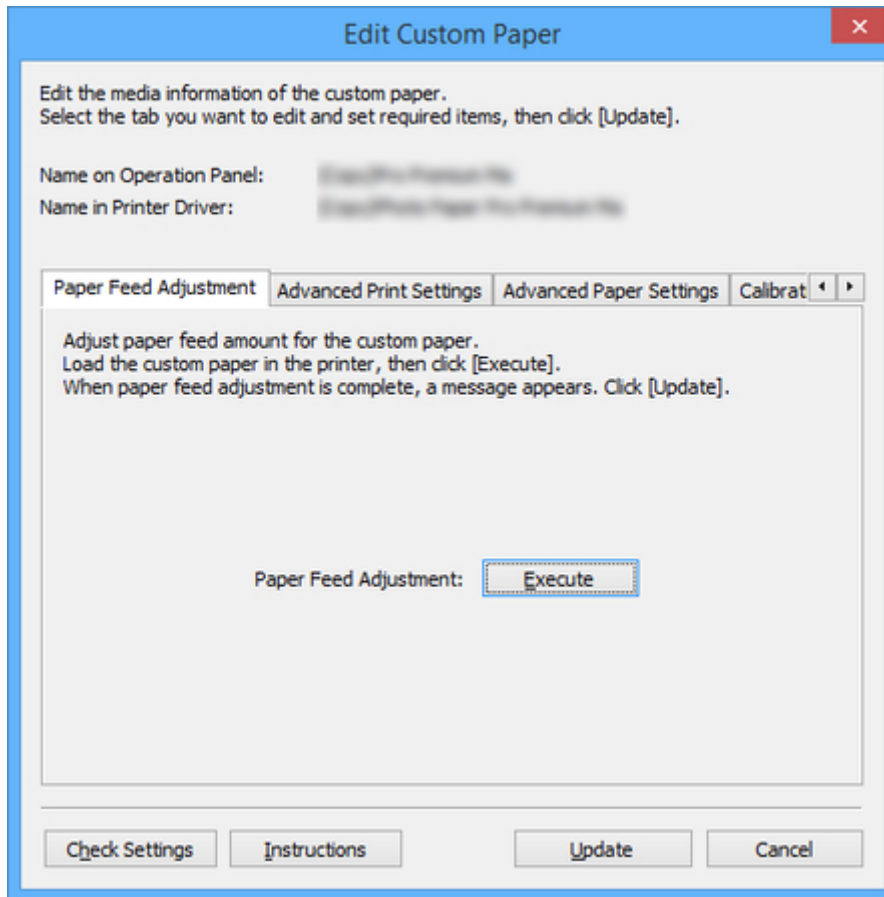 Edit Custom Paper
Edit the media information of the custom paper.
Select the tab you want to edit and set required items, then click [Update].
Name on Operation Panel:
Name in Printer Driver:
Paper Feed Adjustment Advanced Print Settings Advanced Paper Settings Calibrat
Adjust paper feed amount for the custom paper.
Load the custom paper in the printer, then click [Execute].
When paper feed adjustment is complete, a message appears. Click [Update].
Paper Feed Adjustment: Execute
Check Settings Instructions Update Cancel